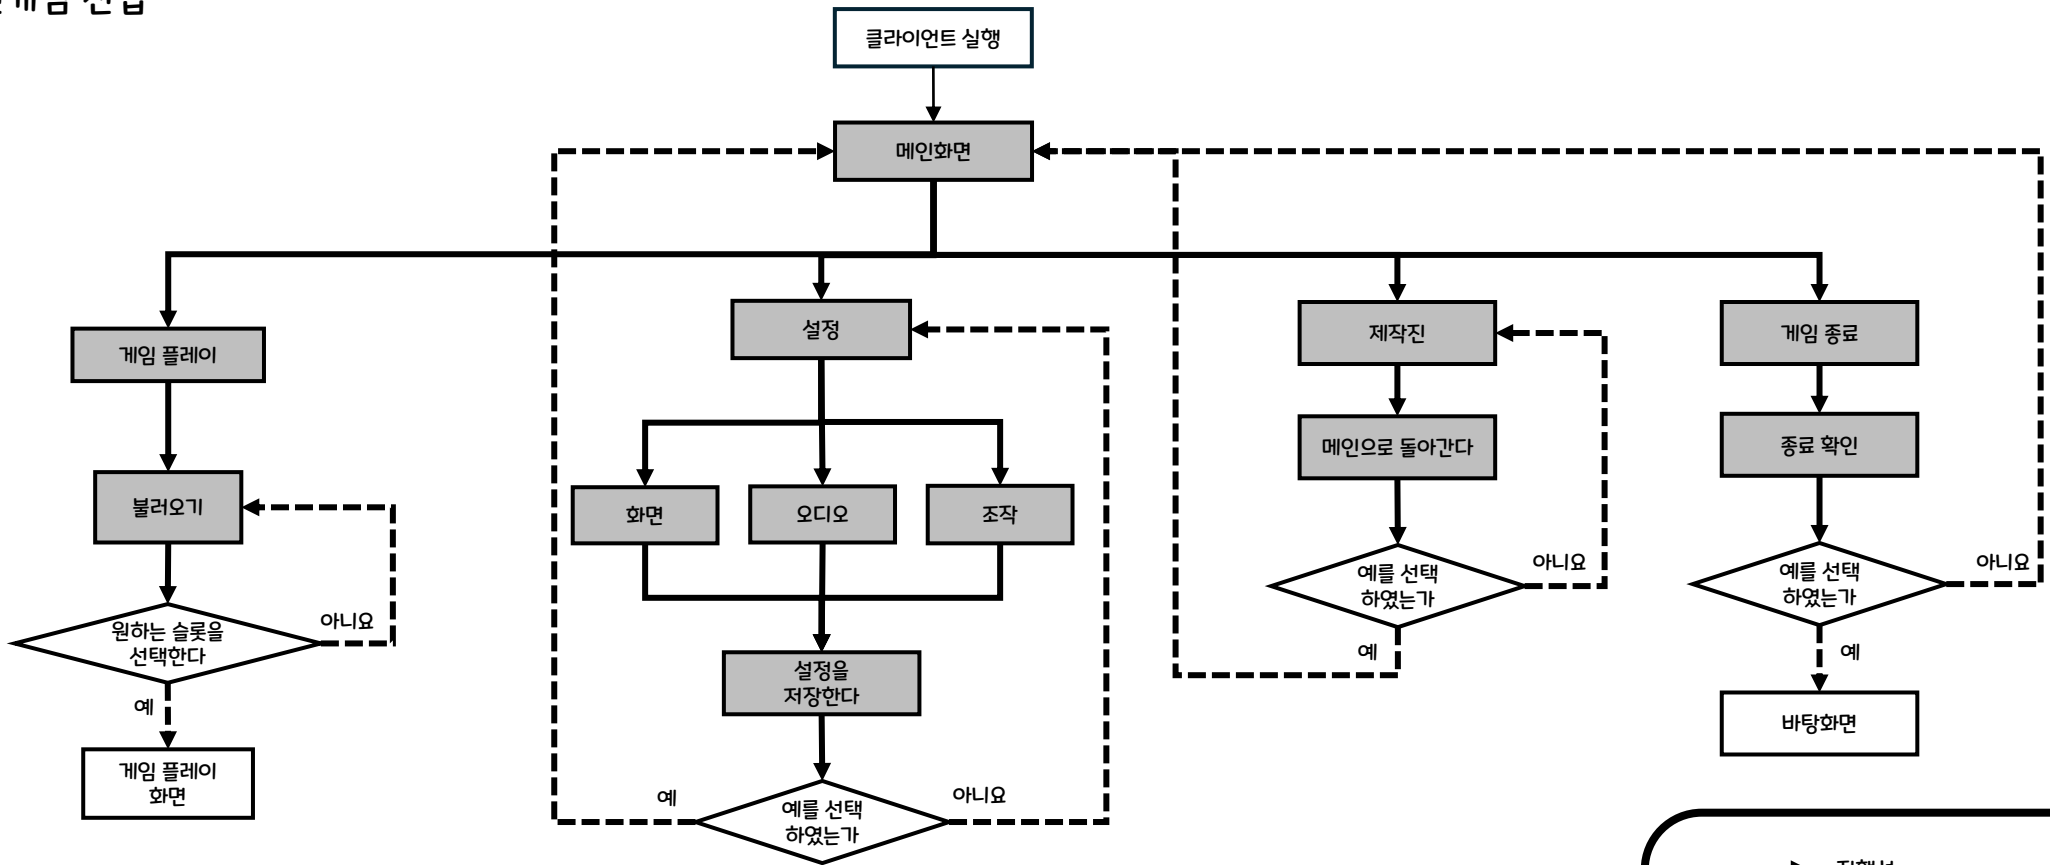 클라이언트 실행
메인화면
게임 플레이
설정
제작진
게임 종료
메인으로 돌아간다
종료 확인
불러오기
화면
오디오
조작
원하는 슬롯을
선택한다
아니요
예
게임 플레이
화면
설정을
저장한다
예를 선택
하였는가
예
아니요
예를 선택
하였는가
아니요
예
예를 선택
하였는가
아니요
예
바탕화면